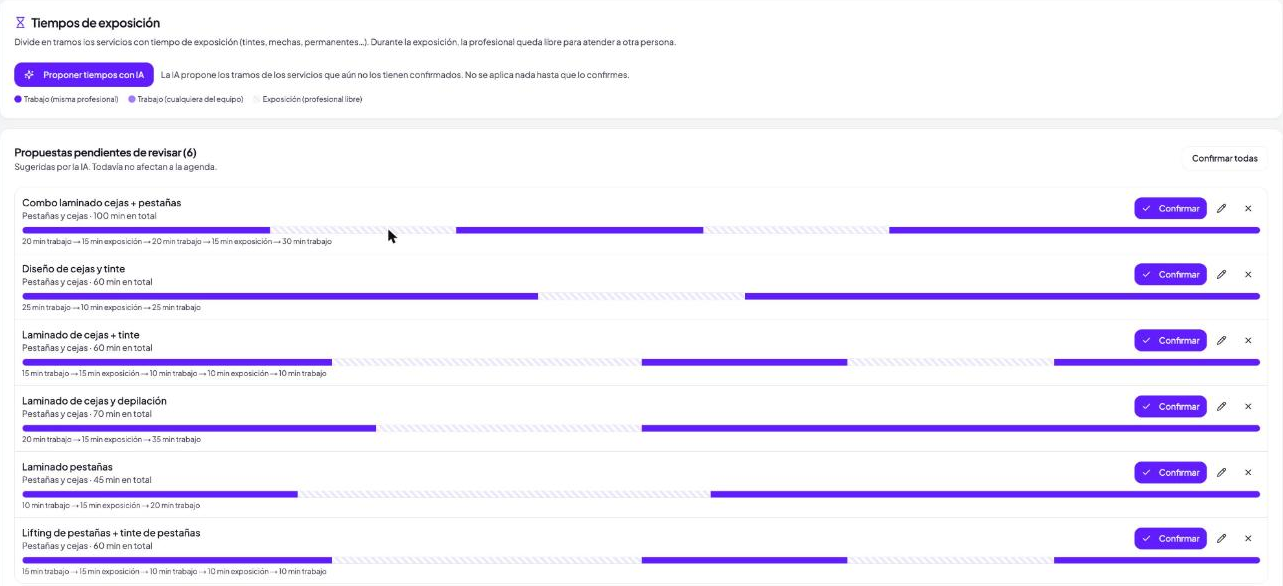 Tiempos de exposición
Divide en tramos los servicios con tiempo de exposición (tintes, mechas, permanentes...). Durante la exposición, la profesional queda libre para atender a otra persona.
Proponer tiempos con IA
La IA propone los tramos de los servicios que aún no los tienen confirmados. No se aplica nada hasta que lo confirmes.
Trabajo (misma profesional) Trabajo (cualquiera del equipo) Exposición (profesional libre)
Propuestas pendientes de revisar (6)
Sugeridas por la IA. Todavía no afectan a la agenda.
Confirmar todas
Combo laminado cejas + pestañas
Pestañas y cejas · 100 min en total
Confirmar
20 min trabajo → 15 min exposición → 20 min trabajo → 15 min exposición → 30 min trabajo
Diseño de cejas y tinte
Pestañas y cejas · 60 min en total
Confirmar
25 min trabajo → 10 min exposición → 25 min trabajo
Laminado de cejas + tinte
Pestañas y cejas · 60 min en total
Confirmar
15 min trabajo → 15 min exposición → 10 min trabajo → 10 min exposición → 10 min trabajo
Laminado de cejas y depilación
Pestañas y cejas · 70 min en total
Confirmar
20 min trabajo → 15 min exposición → 35 min trabajo
Laminado pestañas
Pestañas y cejas · 45 min en total
Confirmar
10 min trabajo → 15 min exposición → 20 min trabajo
Lifting de pestañas + tinte de pestañas
Pestañas y cejas · 60 min en total
Confirmar
15 min trabajo → 15 min exposición → 10 min trabajo → 10 min exposición → 10 min trabajo